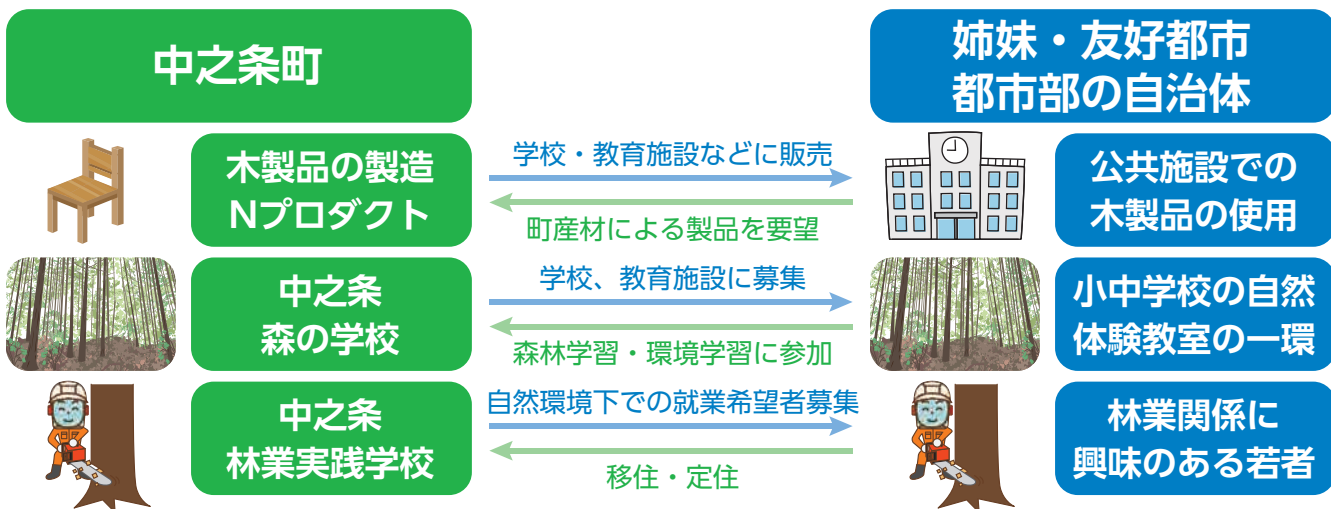 中之条町
姉妹・友好都市
都市部の自治体
木製品の製造
Nプロダクト
学校・教育施設などに販売
町産材による製品を要望
公共施設での
木製品の使用
中之条
森の学校
学校、教育施設に募集
森林学習・環境学習に参加
小中学校の自然
体験教室の一環
中之条
林業実践学校
自然環境下での就業希望者募集
移住・定住
林業関係に
興味のある若者